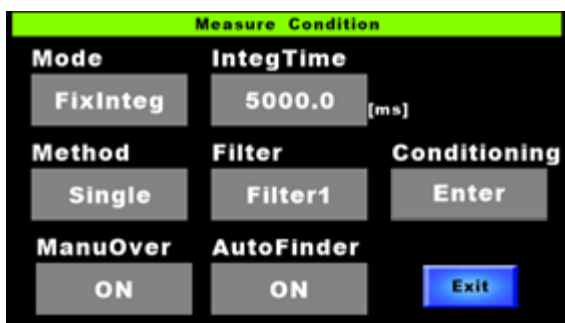 Measure Condition
Mode IntegTime
FixInteg 5000.0 [ms]
Method Filter Conditioning
Single Filter1 Enter
ManuOver AutoFinder
ON ON Exit